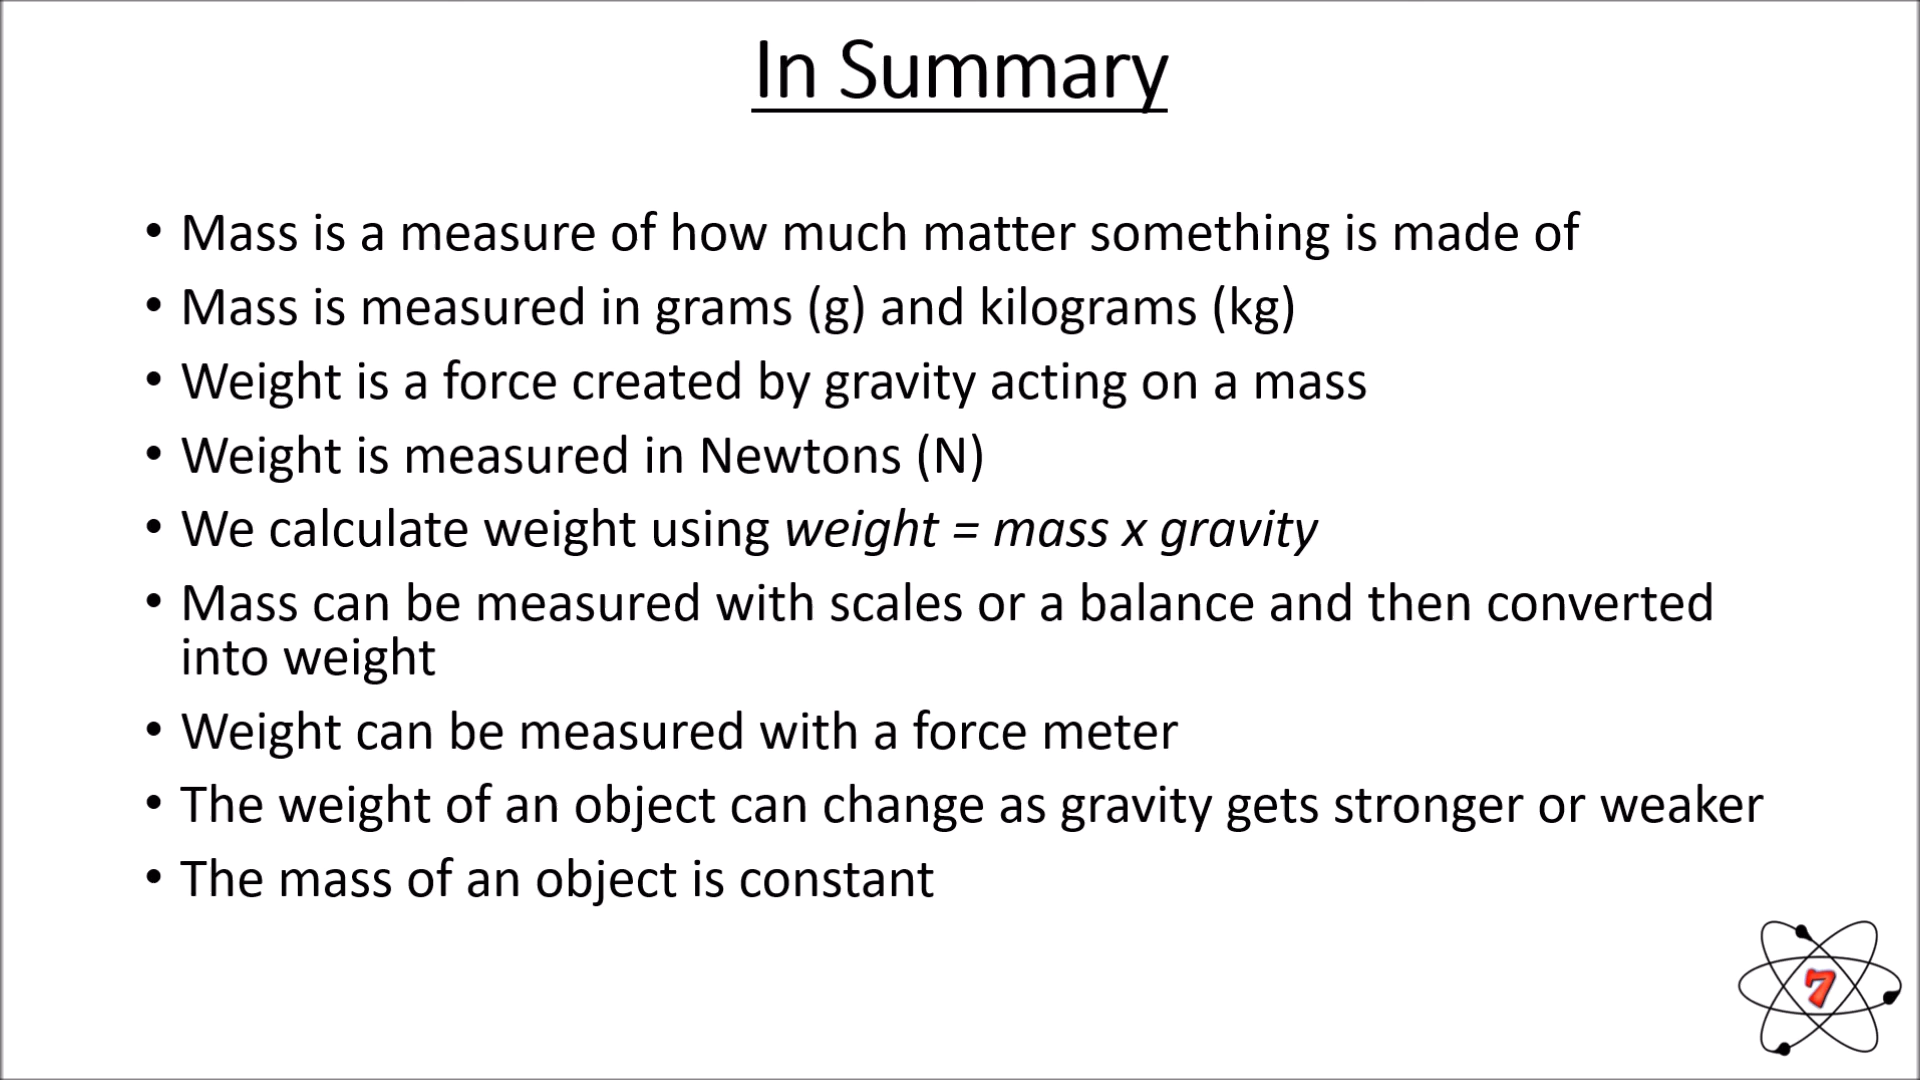 In Summary
• Mass is a measure of how much matter something is made of
• Mass is measured in grams (g) and kilograms (kg)
• Weight is a force created by gravity acting on a mass
• Weight is measured in Newtons (N)
• We calculate weight using weight = mass x gravity
• Mass can be measured with scales or a balance and then converted
into weight
• Weight can be measured with a force meter
• The weight of an object can change as gravity gets stronger or weaker
• The mass of an object is constant
7